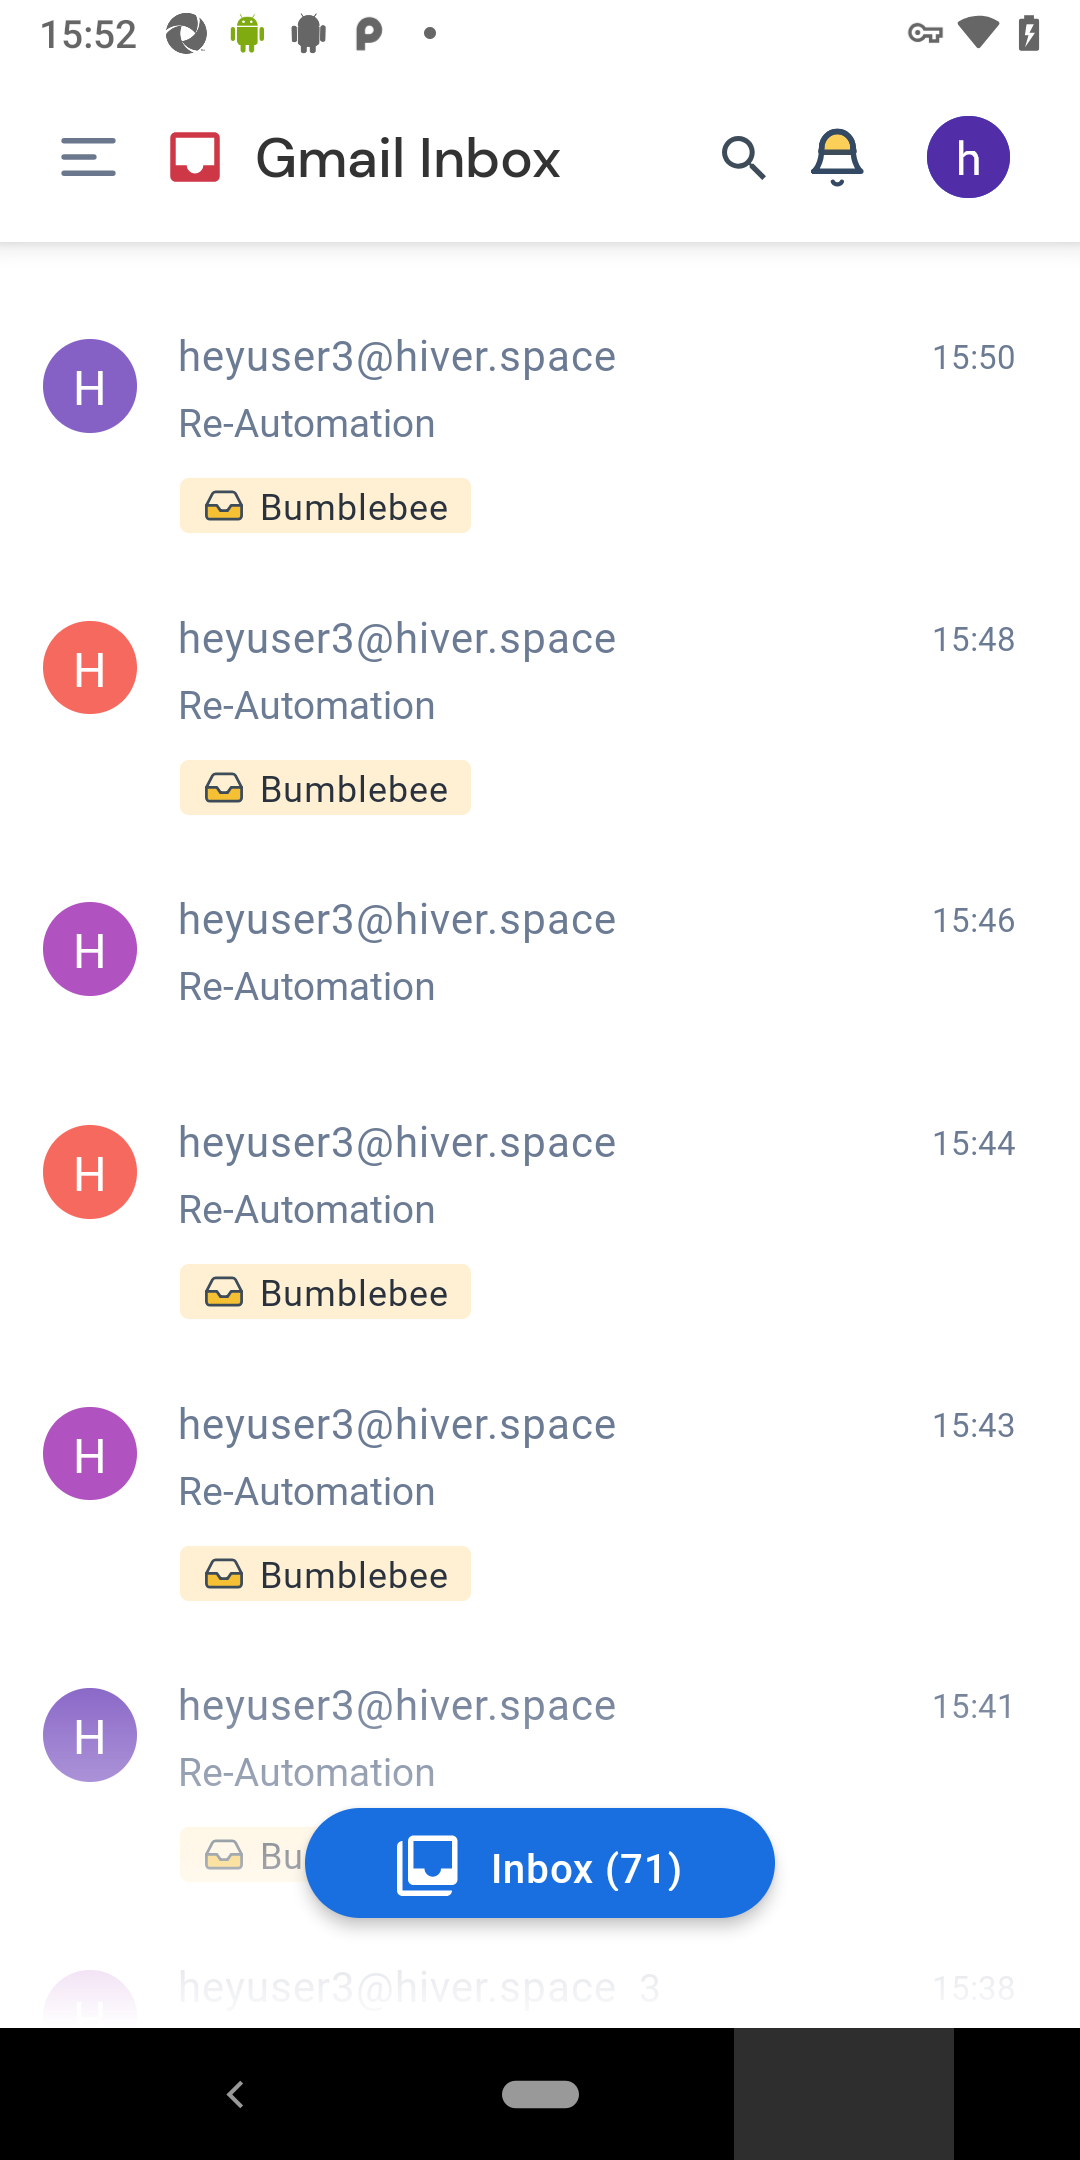 15:52
Gmail Inbox
h
H
heyuser3@hiver.space
15:50
Re-Automation
Bumblebee
H
heyuser3@hiver.space
15:48
Re-Automation
Bumblebee
H
heyuser3@hiver.space
15:46
Re-Automation
H
heyuser3@hiver.space
15:44
Re-Automation
Bumblebee
H
heyuser3@hiver.space
15:43
Re-Automation
Bumblebee
H
heyuser3@hiver.space
15:41
Re-Automation
Bu
Inbox (71)
H
heyuser3@hiver.space 3
15:38